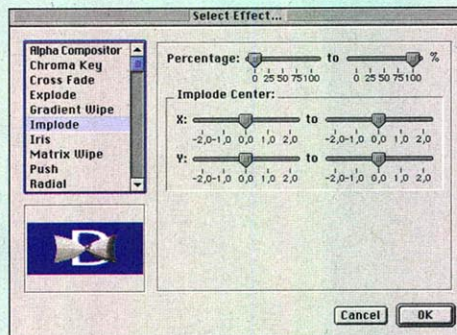 Select Effect...
Alpha Compositor
Chroma Key
Cross Fade
Explode
Gradient Wipe
Implode
Iris
Matrix Wipe
Push
Radial
Percentage: to %
0 25 50 75 100 0 25 50 75 100
Implode Center:
X: to
-2,0 -1,0 0,0 1,0 2,0 -2,0 -1,0 0,0 1,0 2,0
Y: to
-2,0 -1,0 0,0 1,0 2,0 -2,0 -1,0 0,0 1,0 2,0
B
Cancel OK